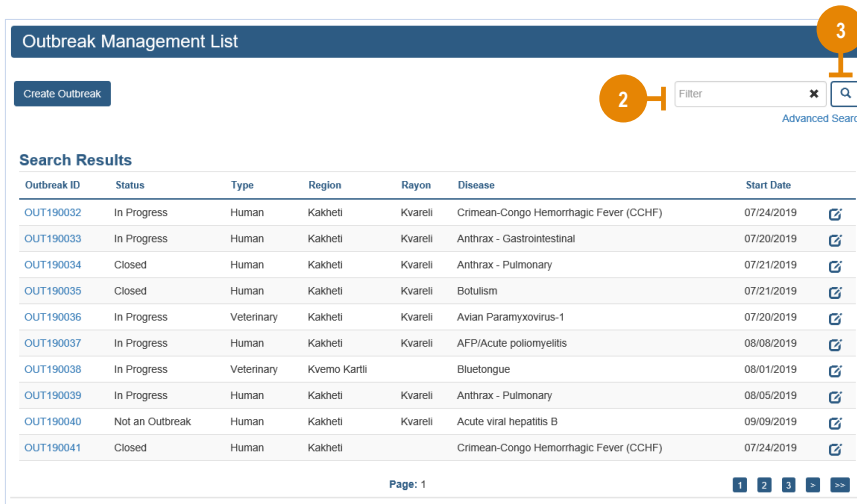 Outbreak Management List
3
Create Outbreak
2
Filter
Advanced Searc
Search Results
Outbreak ID Status Type Region Rayon Disease Start Date
OUT190032 In Progress Human Kakheti Kvareli Crimean-Congo Hemorrhagic Fever (CCHF) 07/24/2019
OUT190033 In Progress Human Kakheti Kvareli Anthrax - Gastrointestinal 07/20/2019
OUT190034 Closed Human Kakheti Kvareli Anthrax - Pulmonary 07/21/2019
OUT190035 Closed Human Kakheti Kvareli Botulism 07/21/2019
OUT190036 In Progress Veterinary Kakheti Kvareli Avian Paramyxovirus-1 07/20/2019
OUT190037 In Progress Human Kakheti Kvareli AFP/Acute poliomyelitis 08/08/2019
OUT190038 In Progress Veterinary Kvemo Kartli Bluetongue 08/01/2019
OUT190039 In Progress Human Kakheti Kvareli Anthrax - Pulmonary 08/05/2019
OUT190040 Not an Outbreak Human Kakheti Kvareli Acute viral hepatitis B 09/09/2019
OUT190041 Closed Human Kakheti Crimean-Congo Hemorrhagic Fever (CCHF) 07/24/2019
Page: 1 1 2 3 > >>